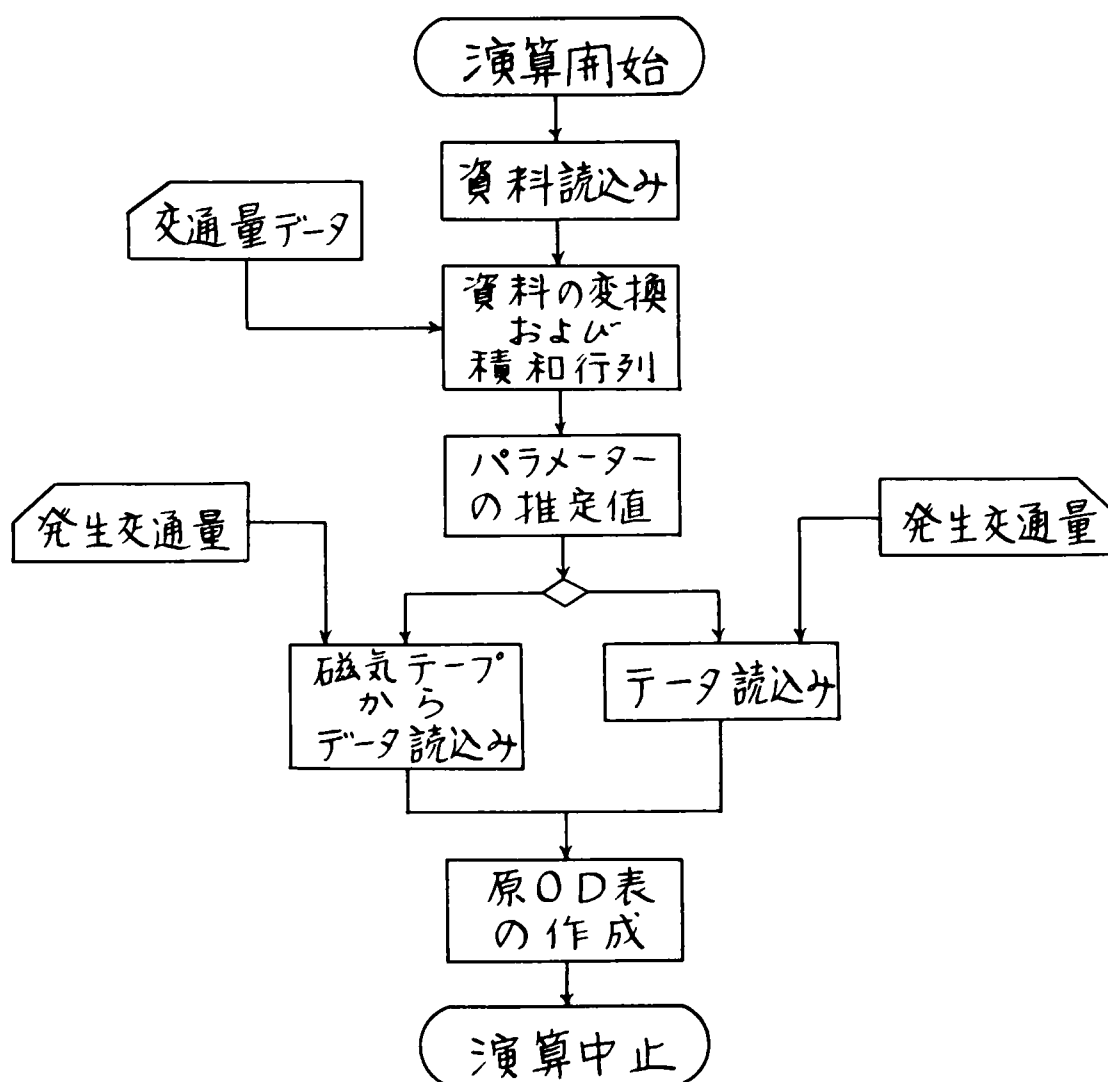 演算開始
資料読込み
交通量データ
資料の変換
および
積和行列
パラメーター
の推定値
発生交通量
発生交通量
磁気テープ
から
データ読込み
テータ読込み
原OD表
の作成
演算中止